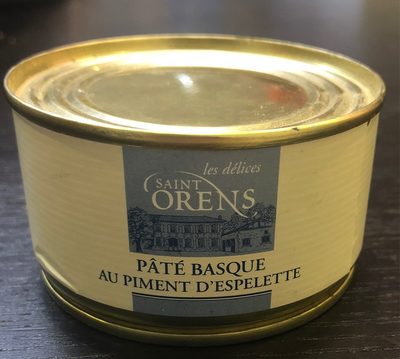 les délices
SAINT
ORENS
PÂTÉ BASQUE
AU PIMENT D'ESPELETTE